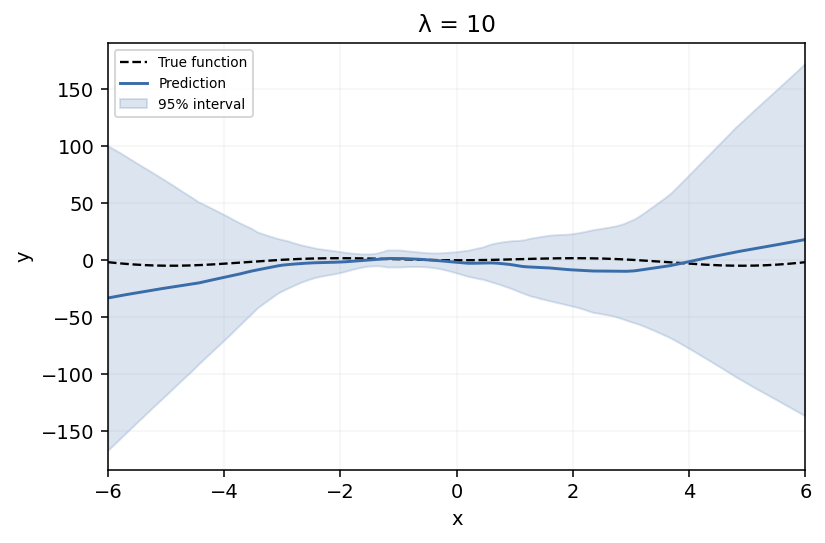 λ = 10
True function
Prediction
95% interval
y
150
100
50
0
−50
−100
−150
−6
−4
−2
0
2
4
6
x